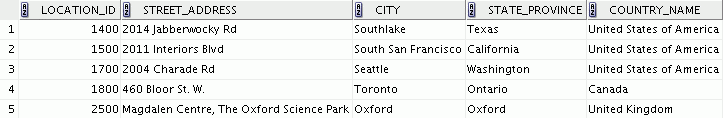 LOCATION_ID STREET_ADDRESS CITY STATE_PROVINCE COUNTRY_NAME
1 1400 2014 Jabberwocky Rd Southlake Texas United States of America
2 1500 2011 Interiors Blvd South San Francisco California United States of America
3 1700 2004 Charade Rd Seattle Washington United States of America
4 1800 460 Bloor St. W. Toronto Ontario Canada
5 2500 Magdalen Centre, The Oxford Science Park Oxford Oxford United Kingdom